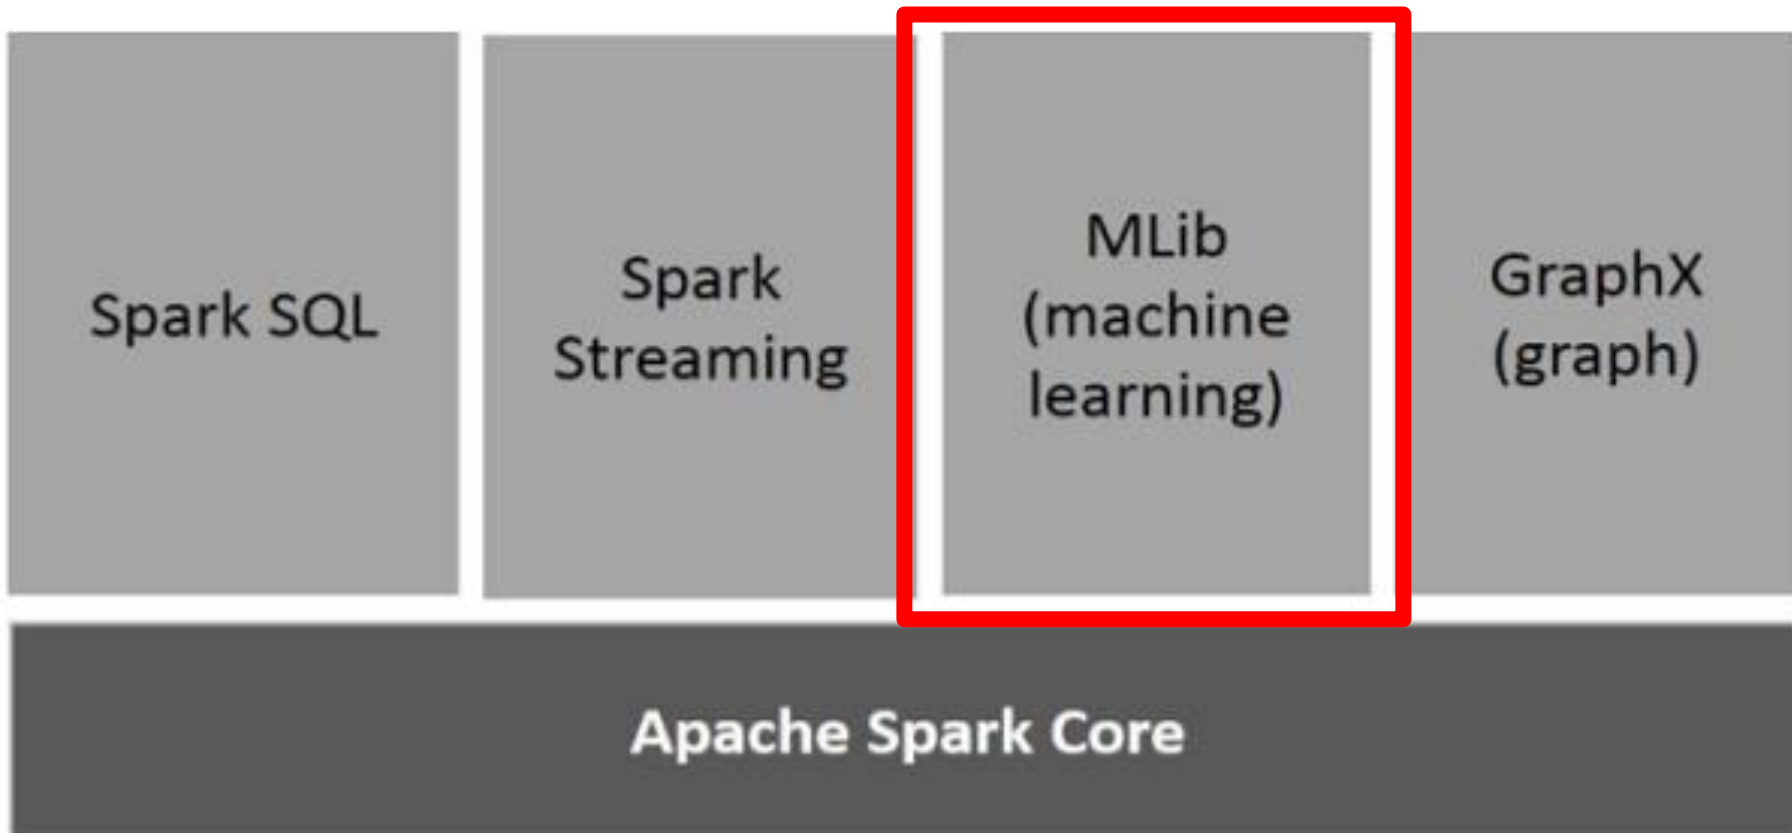 Spark SQL
Spark
Streaming
MLib
(machine
learning)
GraphX
(graph)
Apache Spark Core